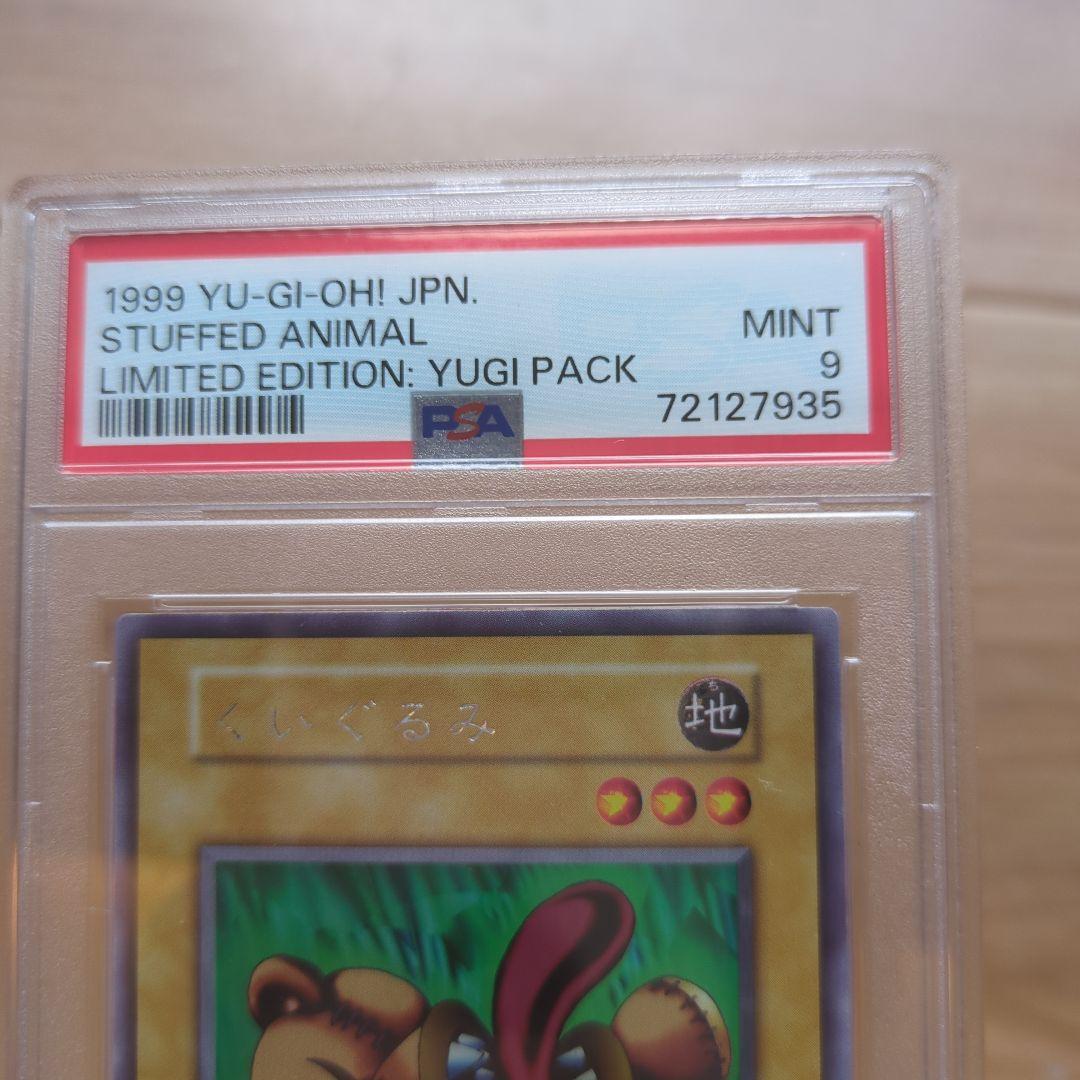 1999 YU-GI-OH! JPN.
STUFFED ANIMAL
LIMITED EDITION: YUGI PACK
MINT
9
72127935
PSA
くいぐるみ
ち
地